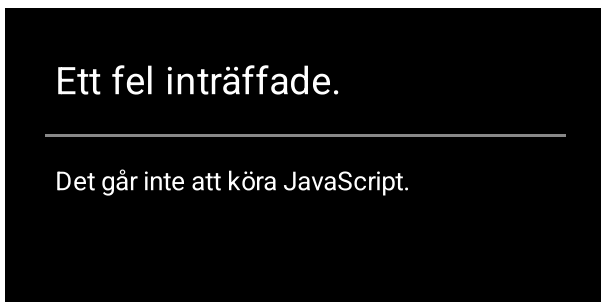 Ett fel inträffade.
Det går inte att köra JavaScript.